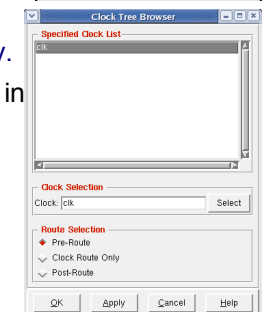 Clock Tree Browser
y.
in
Specified Clock List
clk
Clock Selection
Clock: clk Select
Route Selection
Pre-Route
Clock Route Only
Post-Route
OK Apply Cancel Help